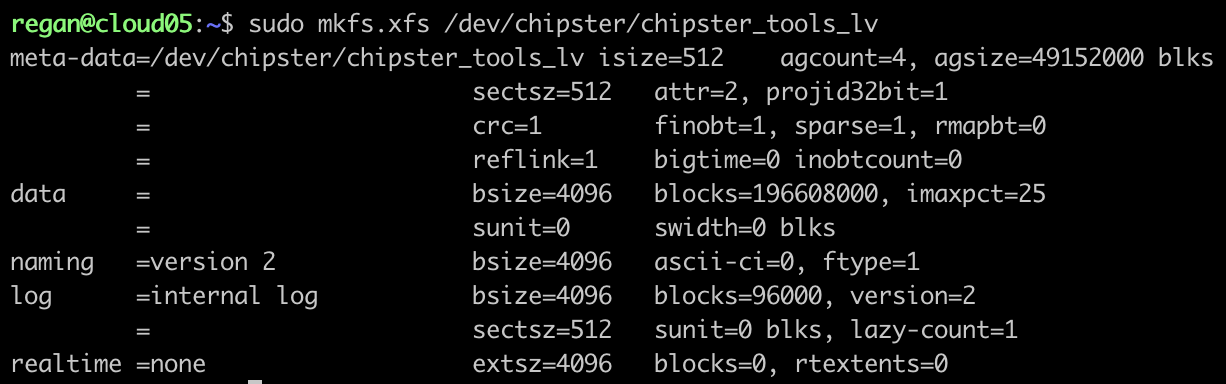 regan@cloud05:~$ sudo mkfs.xfs /dev/chipster/chipster_tools_lv
meta-data=/dev/chipster/chipster_tools_lv isize=512    agcount=4, agsize=49152000 blks
         =                       sectsz=512   attr=2, projid32bit=1
         =                       crc=1        finobt=1, sparse=1, rmapbt=0
         =                       reflink=1    bigtime=0 inobtcount=0
data     =                       bsize=4096   blocks=196608000, imaxpct=25
         =                       sunit=0      swidth=0 blks
naming   =version 2              bsize=4096   ascii-ci=0, ftype=1
log      =internal log           bsize=4096   blocks=96000, version=2
         =                       sectsz=512   sunit=0 blks, lazy-count=1
realtime =none                   extsz=4096   blocks=0, rtextents=0